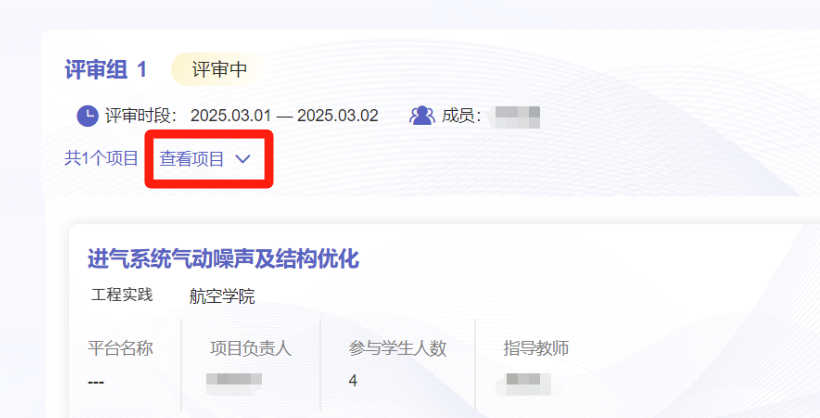 评审组 1 评审中
评审时段： 2025.03.01 — 2025.03.02 成员：
共1个项目 查看项目
进气系统气动噪声及结构优化
工程实践 航空学院
平台名称 项目负责人 参与学生人数 指导教师
--- 4